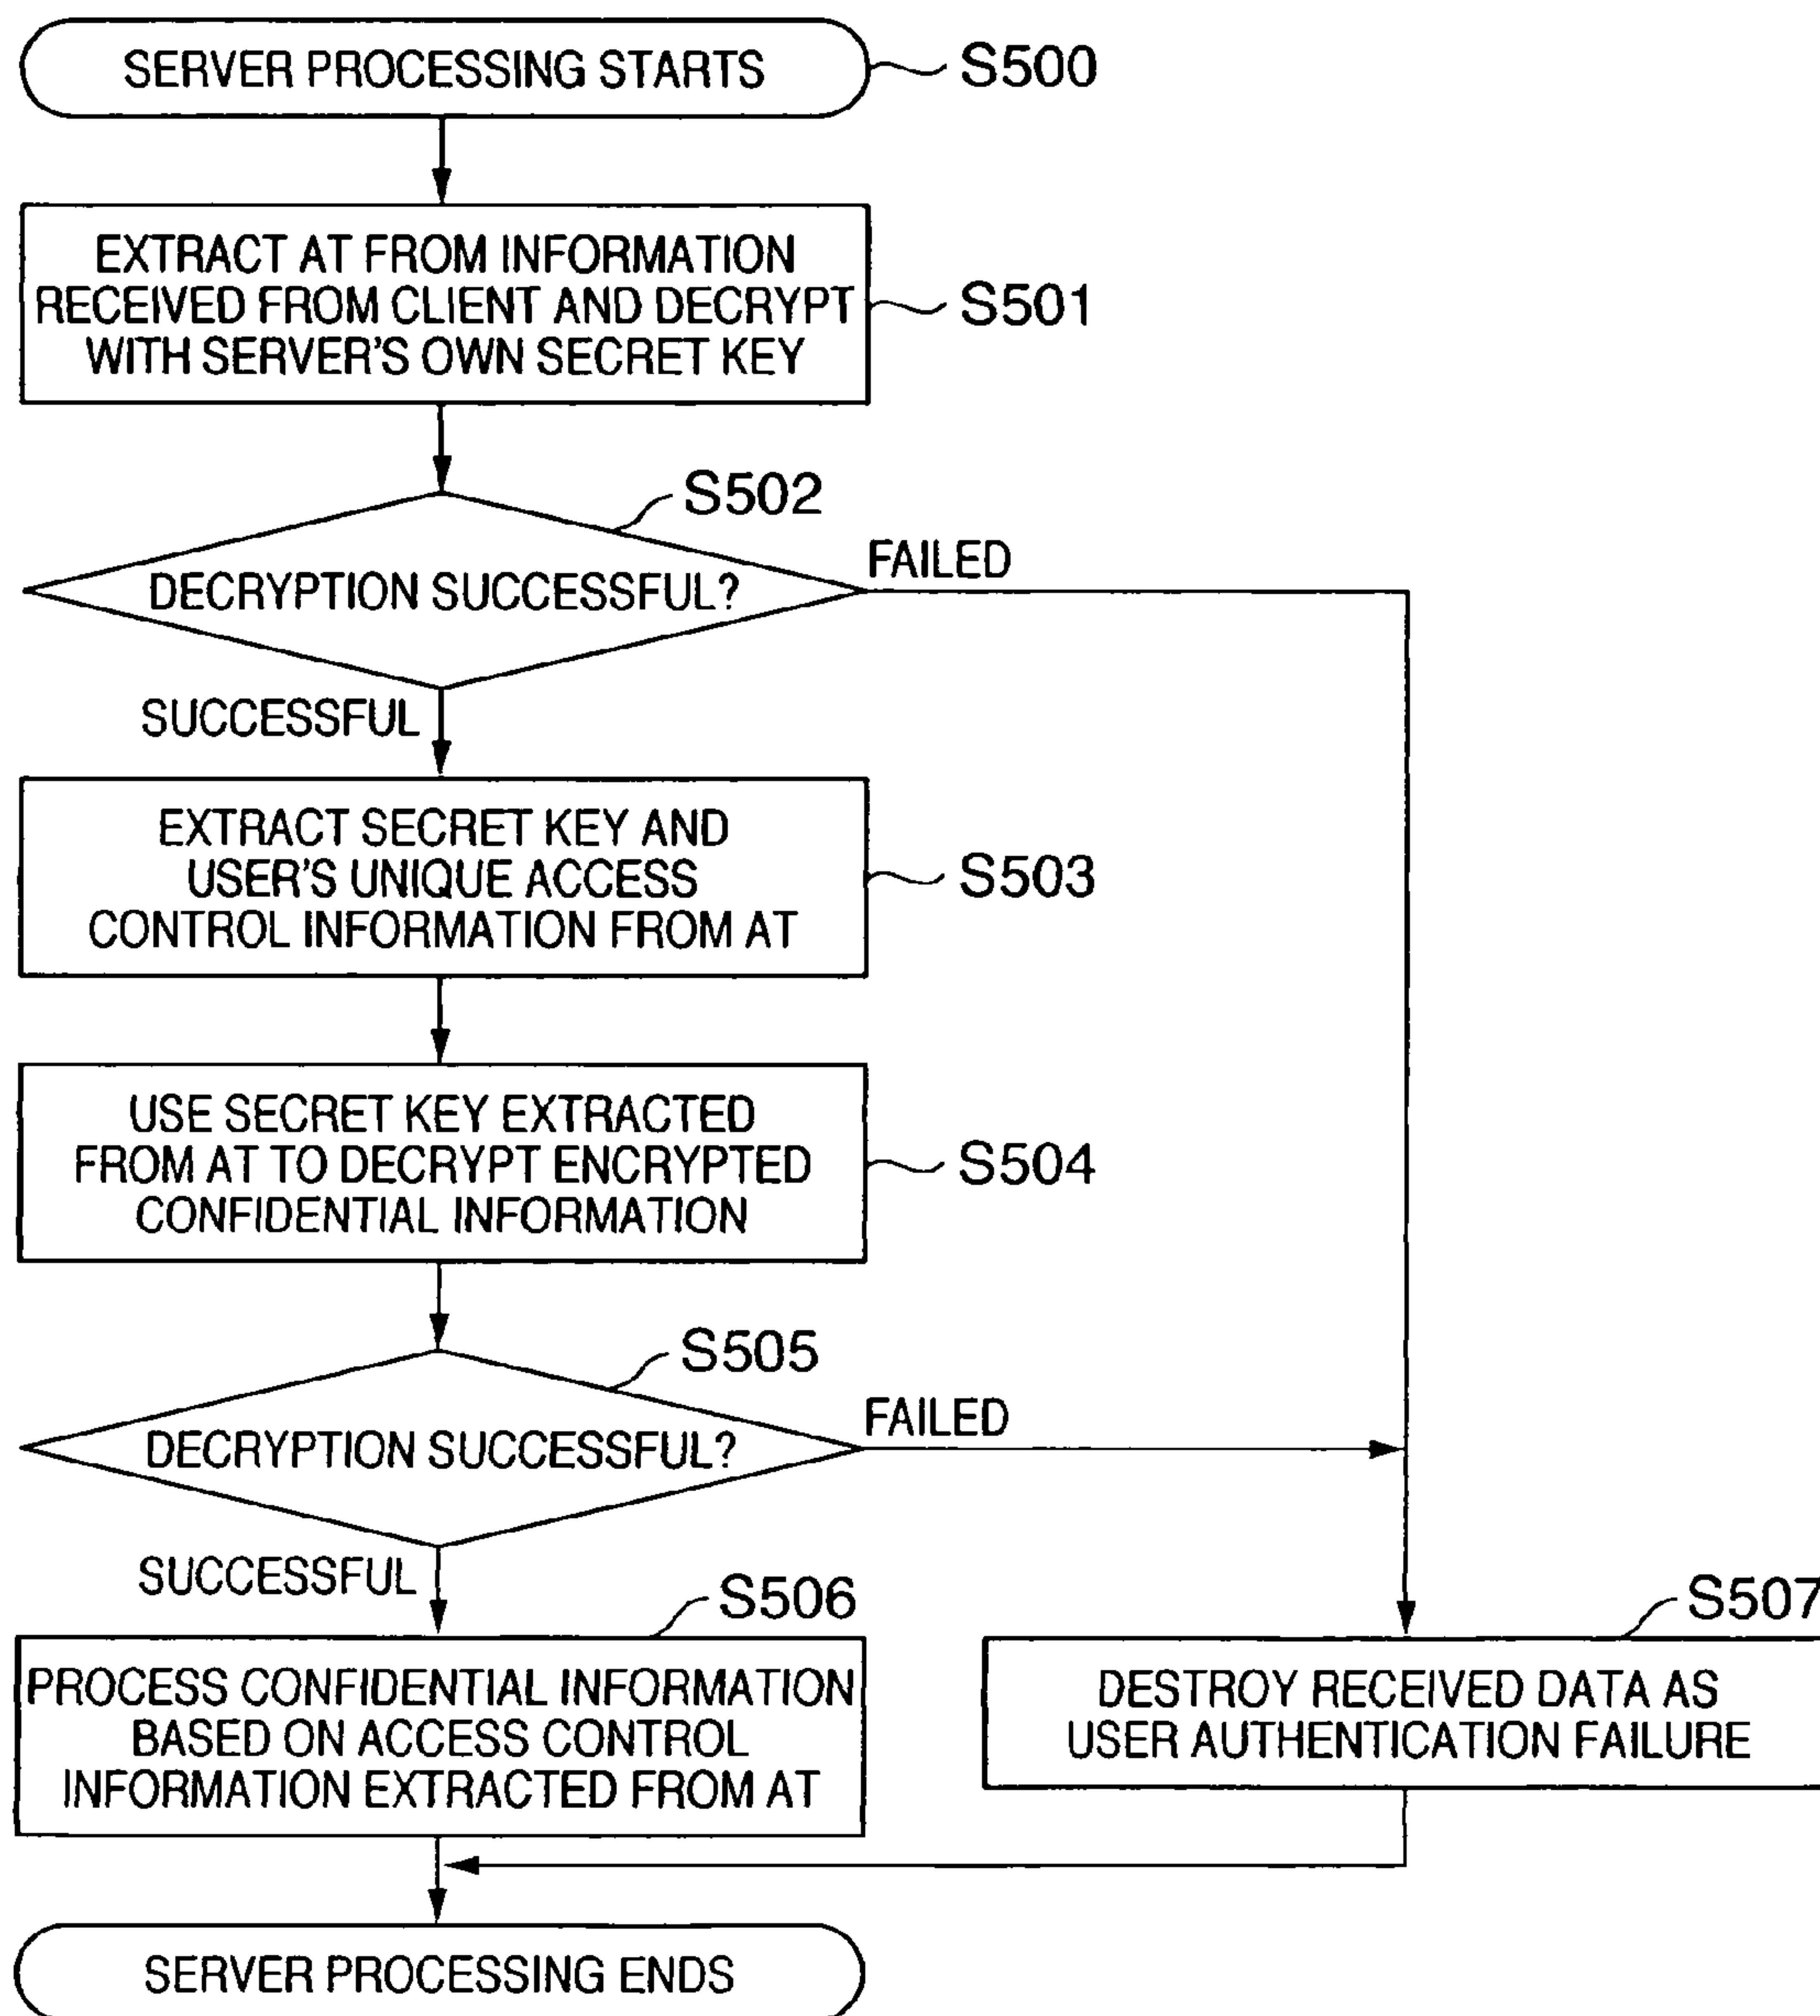 SERVER PROCESSING STARTS
S500
EXTRACT AT FROM INFORMATION
RECEIVED FROM CLIENT AND DECRYPT
WITH SERVER'S OWN SECRET KEY
S501
S502
DECRYPTION SUCCESSFUL?
FAILED
SUCCESSFUL
EXTRACT SECRET KEY AND
USER'S UNIQUE ACCESS
CONTROL INFORMATION FROM AT
S503
USE SECRET KEY EXTRACTED
FROM AT TO DECRYPT ENCRYPTED
CONFIDENTIAL INFORMATION
S504
S505
DECRYPTION SUCCESSFUL?
FAILED
SUCCESSFUL
S506
PROCESS CONFIDENTIAL INFORMATION
BASED ON ACCESS CONTROL
INFORMATION EXTRACTED FROM AT
S507
DESTROY RECEIVED DATA AS
USER AUTHENTICATION FAILURE
SERVER PROCESSING ENDS